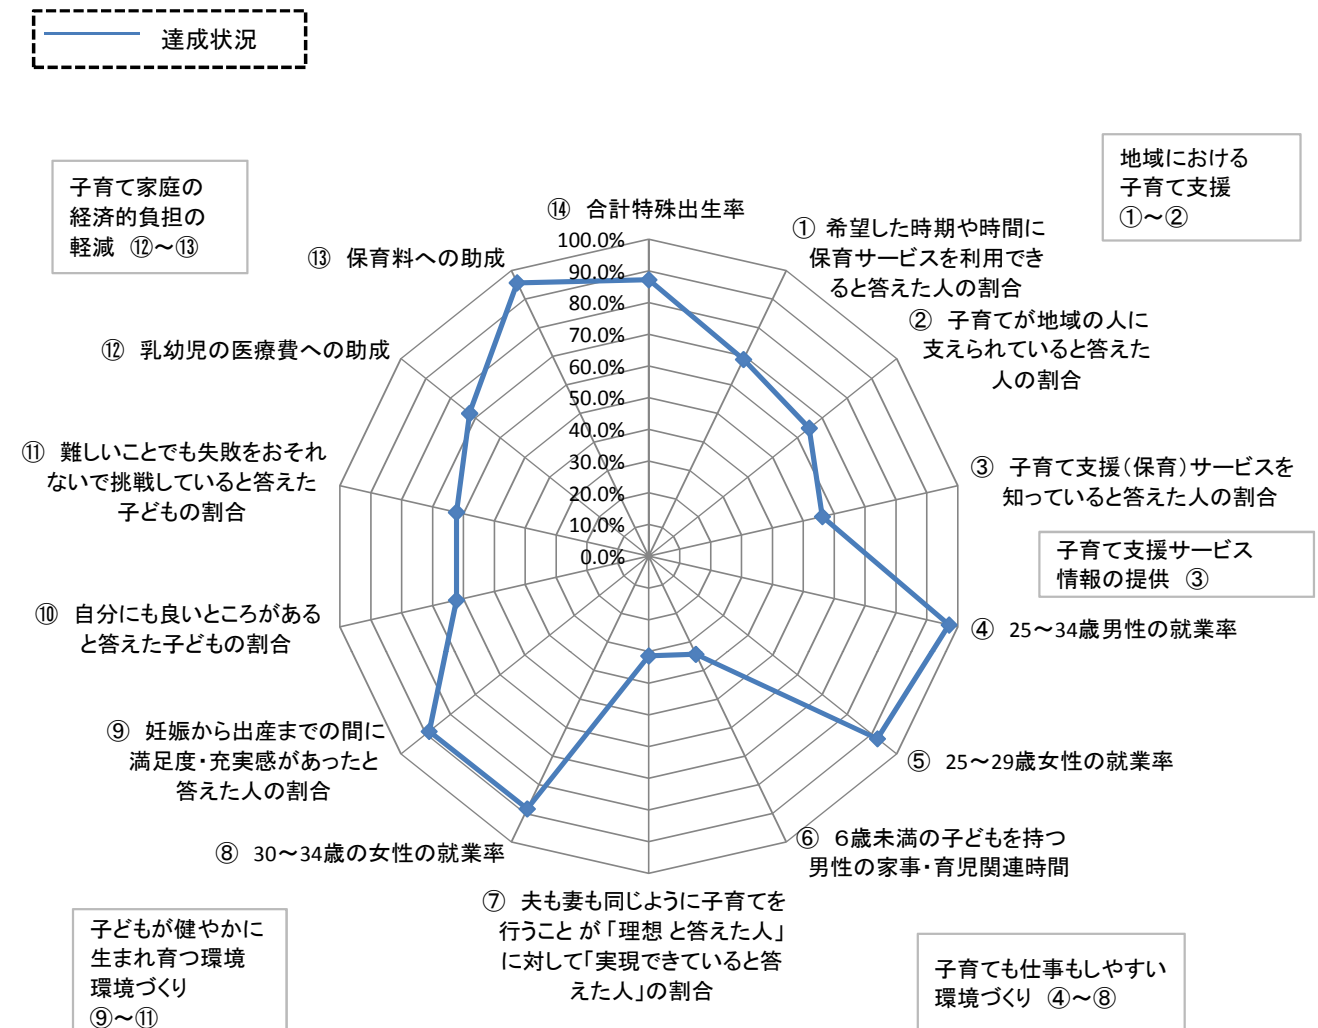 達成状況
子育て家庭の
経済的負担の
軽減 ⑫～⑬
地域における
子育て支援
①～②
⑭ 合計特殊出生率
① 希望した時期や時間に
保育サービスを利用でき
ると答えた人の割合
② 子育てが地域の人に
支えられていると答えた
人の割合
③ 子育て支援（保育）サービスを
知っていると答えた人の割合
子育て支援サービス
情報の提供 ③
④ 25～34歳男性の就業率
⑤ 25～29歳女性の就業率
⑥ ６歳未満の子どもを持つ
男性の家事・育児関連時間
⑦ 夫も妻も同じように子育てを
行うこと が「理想 と答えた人」
に対して「実現できていると答
えた人」の割合
⑧ 30～34歳の女性の就業率
⑨ 妊娠から出産までの間に
満足度・充実感があったと
答えた人の割合
⑩ 自分にも良いところがある
と答えた子どもの割合
⑪ 難しいことでも失敗をおそれ
ないで挑戦していると答えた
子どもの割合
⑫ 乳幼児の医療費への助成
⑬ 保育料への助成
100.0%
90.0%
80.0%
70.0%
60.0%
50.0%
40.0%
30.0%
20.0%
10.0%
0.0%
子どもが健やかに
生まれ育つ環境
環境づくり
⑨～⑪
子育ても仕事もしやすい
環境づくり ④～⑧